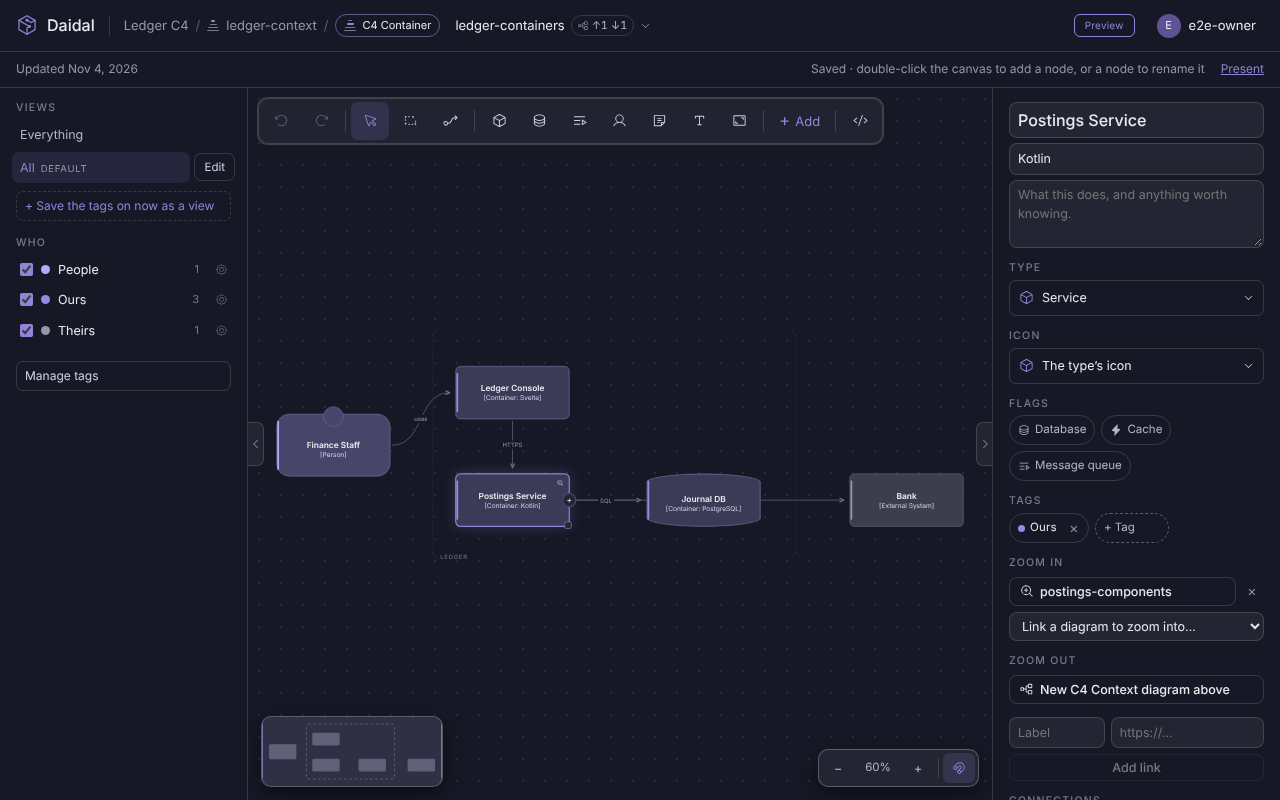 Daidal
Ledger C4 / ledger-context / C4 Container ledger-containers ↑1 ↓1
Preview
E e2e-owner
Updated Nov 4, 2026
Saved · double-click the canvas to add a node, or a node to rename it Present
VIEWS
Everything
All DEFAULT Edit
+ Save the tags on now as a view
WHO
People 1
Ours 3
Theirs 1
Manage tags
T + Add </>
Finance Staff
[Person]
USES
Ledger Console
[Container: Svelte]
HTTPS
Postings Service
[Container: Kotlin]
+
SQL
Journal DB
[Container: PostgreSQL]
Bank
[External System]
LEDGER
− 60% +
Postings Service
Kotlin
What this does, and anything worth
knowing.
TYPE
Service
ICON
The type's icon
FLAGS
Database Cache
Message queue
TAGS
Ours × + Tag
ZOOM IN
postings-components ×
Link a diagram to zoom into...
ZOOM OUT
New C4 Context diagram above
Label https://...
Add link
CONNECTIONS